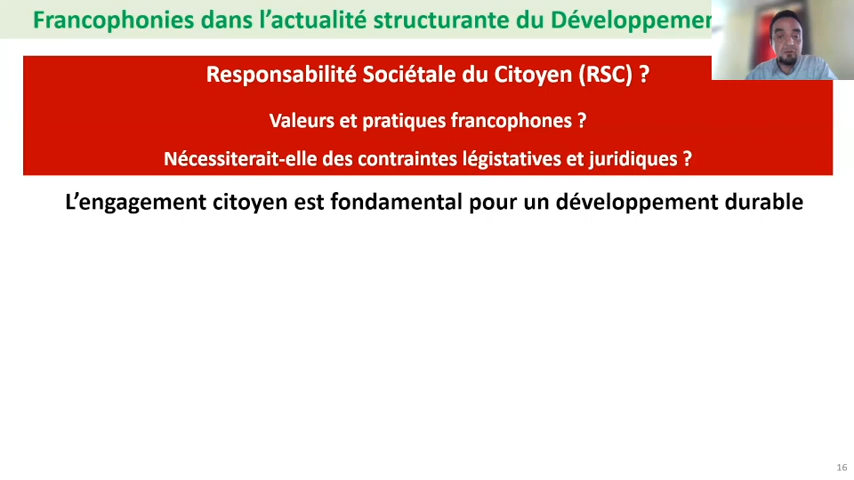 Francophonies dans l'actualité structurante du Développemen
Responsabilité Sociétale du Citoyen (RSC) ?
Valeurs et pratiques francophones ?
Nécessiterait-elle des contraintes législatives et juridiques ?
L'engagement citoyen est fondamental pour un développement durable
16